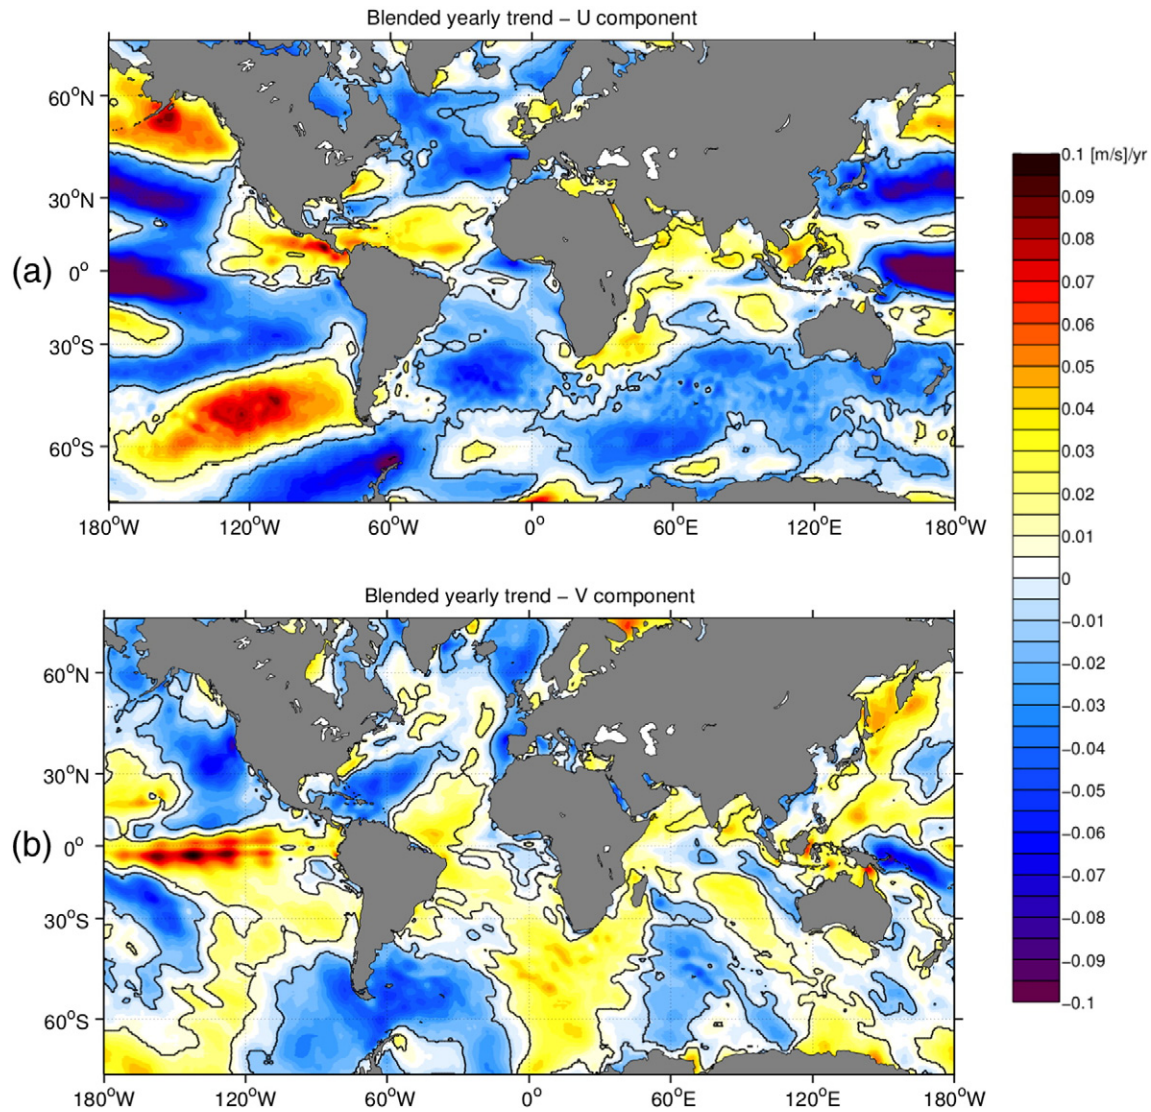 Blended yearly trend − U component
(a)
60°N
30°N
0°
30°S
60°S
180°W 120°W 60°W 0° 60°E 120°E 180°W
0.1 [m/s]/yr
0.09
0.08
0.07
0.06
0.05
0.04
0.03
0.02
0.01
0
−0.01
−0.02
−0.03
−0.04
−0.05
−0.06
−0.07
−0.08
−0.09
−0.1
Blended yearly trend − V component
(b)
60°N
30°N
0°
30°S
60°S
180°W 120°W 60°W 0° 60°E 120°E 180°W